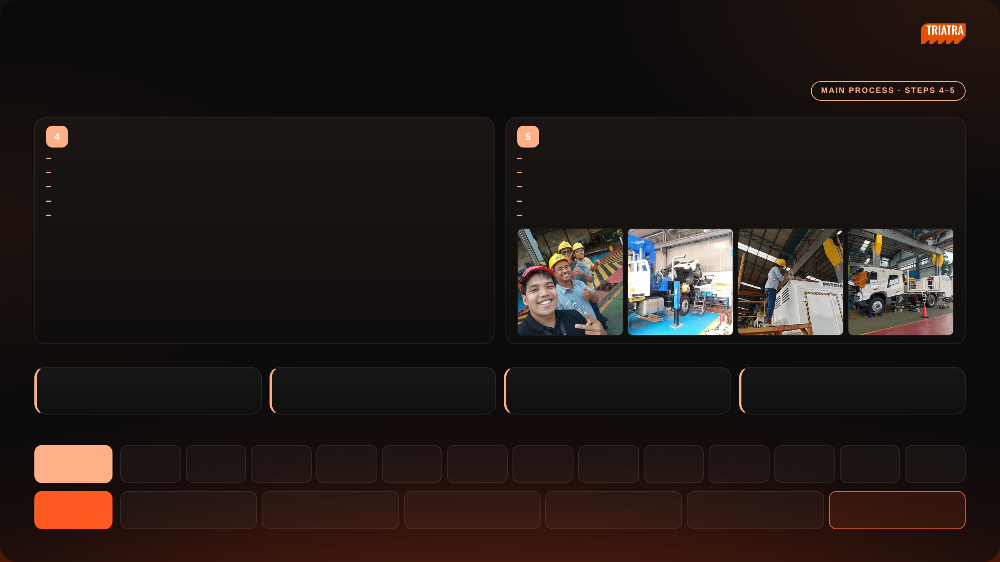 TRIATRA
MAIN PROCESS · STEPS 4–5
4
5
PATRIA